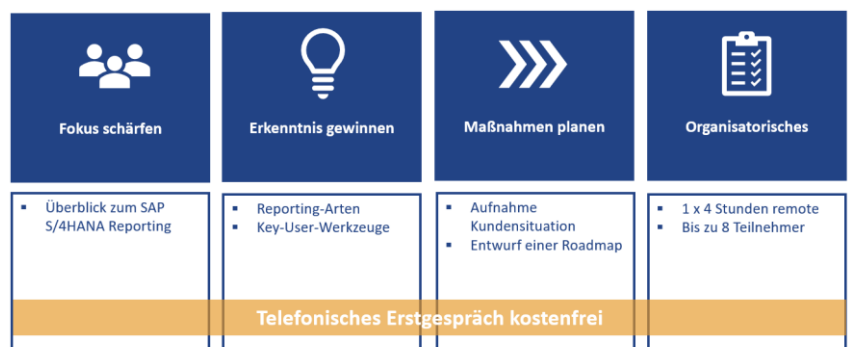 Fokus schärfen
Erkenntnis gewinnen
Maßnahmen planen
Organisatorisches
▪ Überblick zum SAP
S/4HANA Reporting
▪ Reporting-Arten
▪ Key-User-Werkzeuge
▪ Aufnahme
Kundensituation
▪ Entwurf einer Roadmap
▪ 1 x 4 Stunden remote
▪ Bis zu 8 Teilnehmer
Telefonisches Erstgespräch kostenfrei